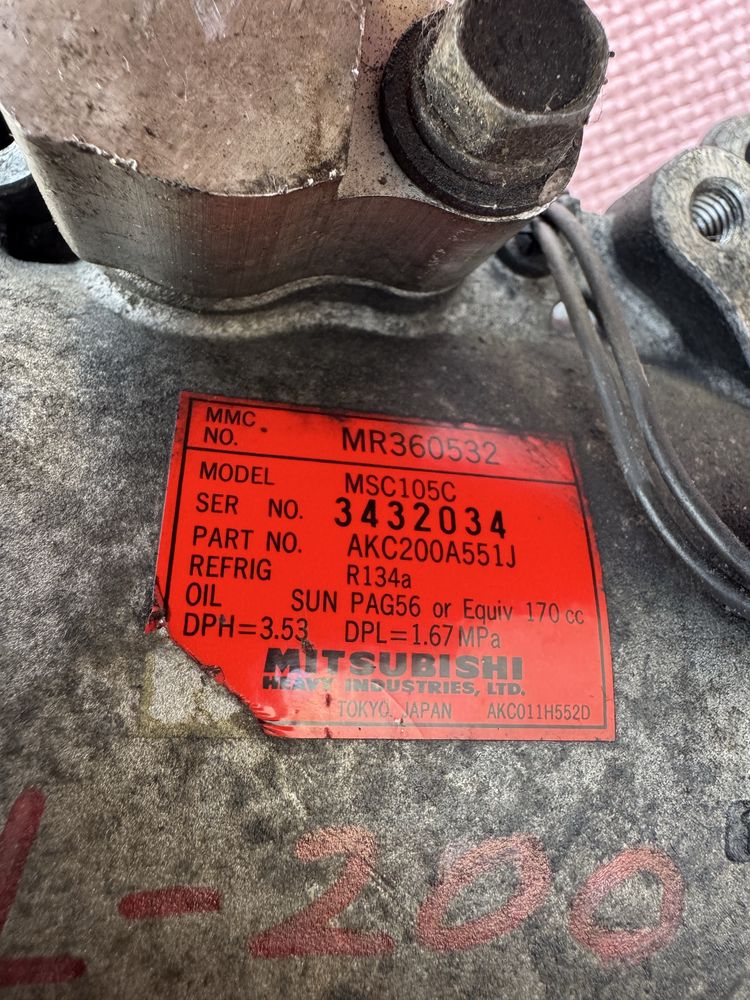 MMC. NO. MR360532
MODEL MSC105C
SER NO. 3432034
PART NO. AKC200A551J
REFRIG R134a
OIL SUN PAG56 or Equiv 170 cc
DPH=3.53 DPL=1.67 MPa
MITSUBISHI
HEAVY INDUSTRIES, LTD.
TOKYO, JAPAN AKC011H552D
L-200